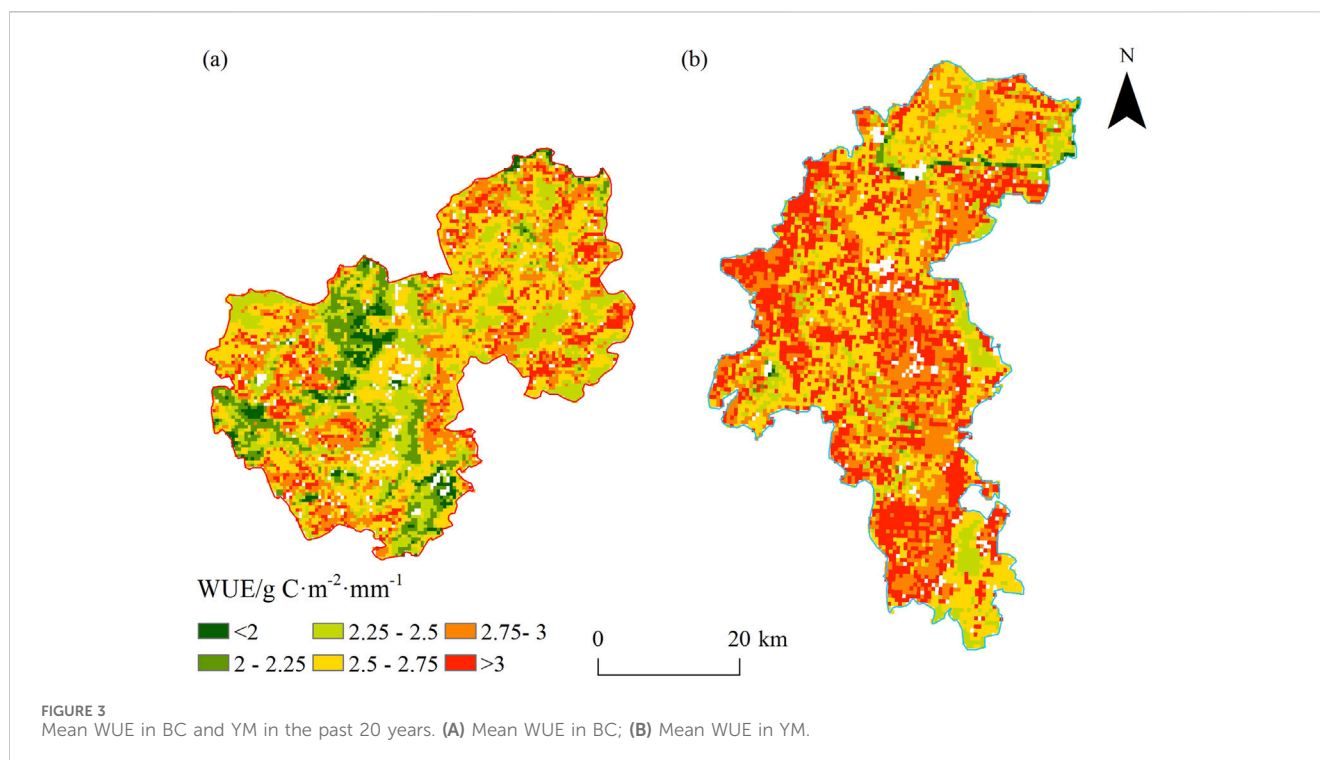 (a)
(b)
N
WUE/g C·m⁻²·mm⁻¹
<2
2.25 - 2.5
2.75- 3
2 - 2.25
2.5 - 2.75
>3
0
20 km
FIGURE 3
Mean WUE in BC and YM in the past 20 years. (A) Mean WUE in BC; (B) Mean WUE in YM.